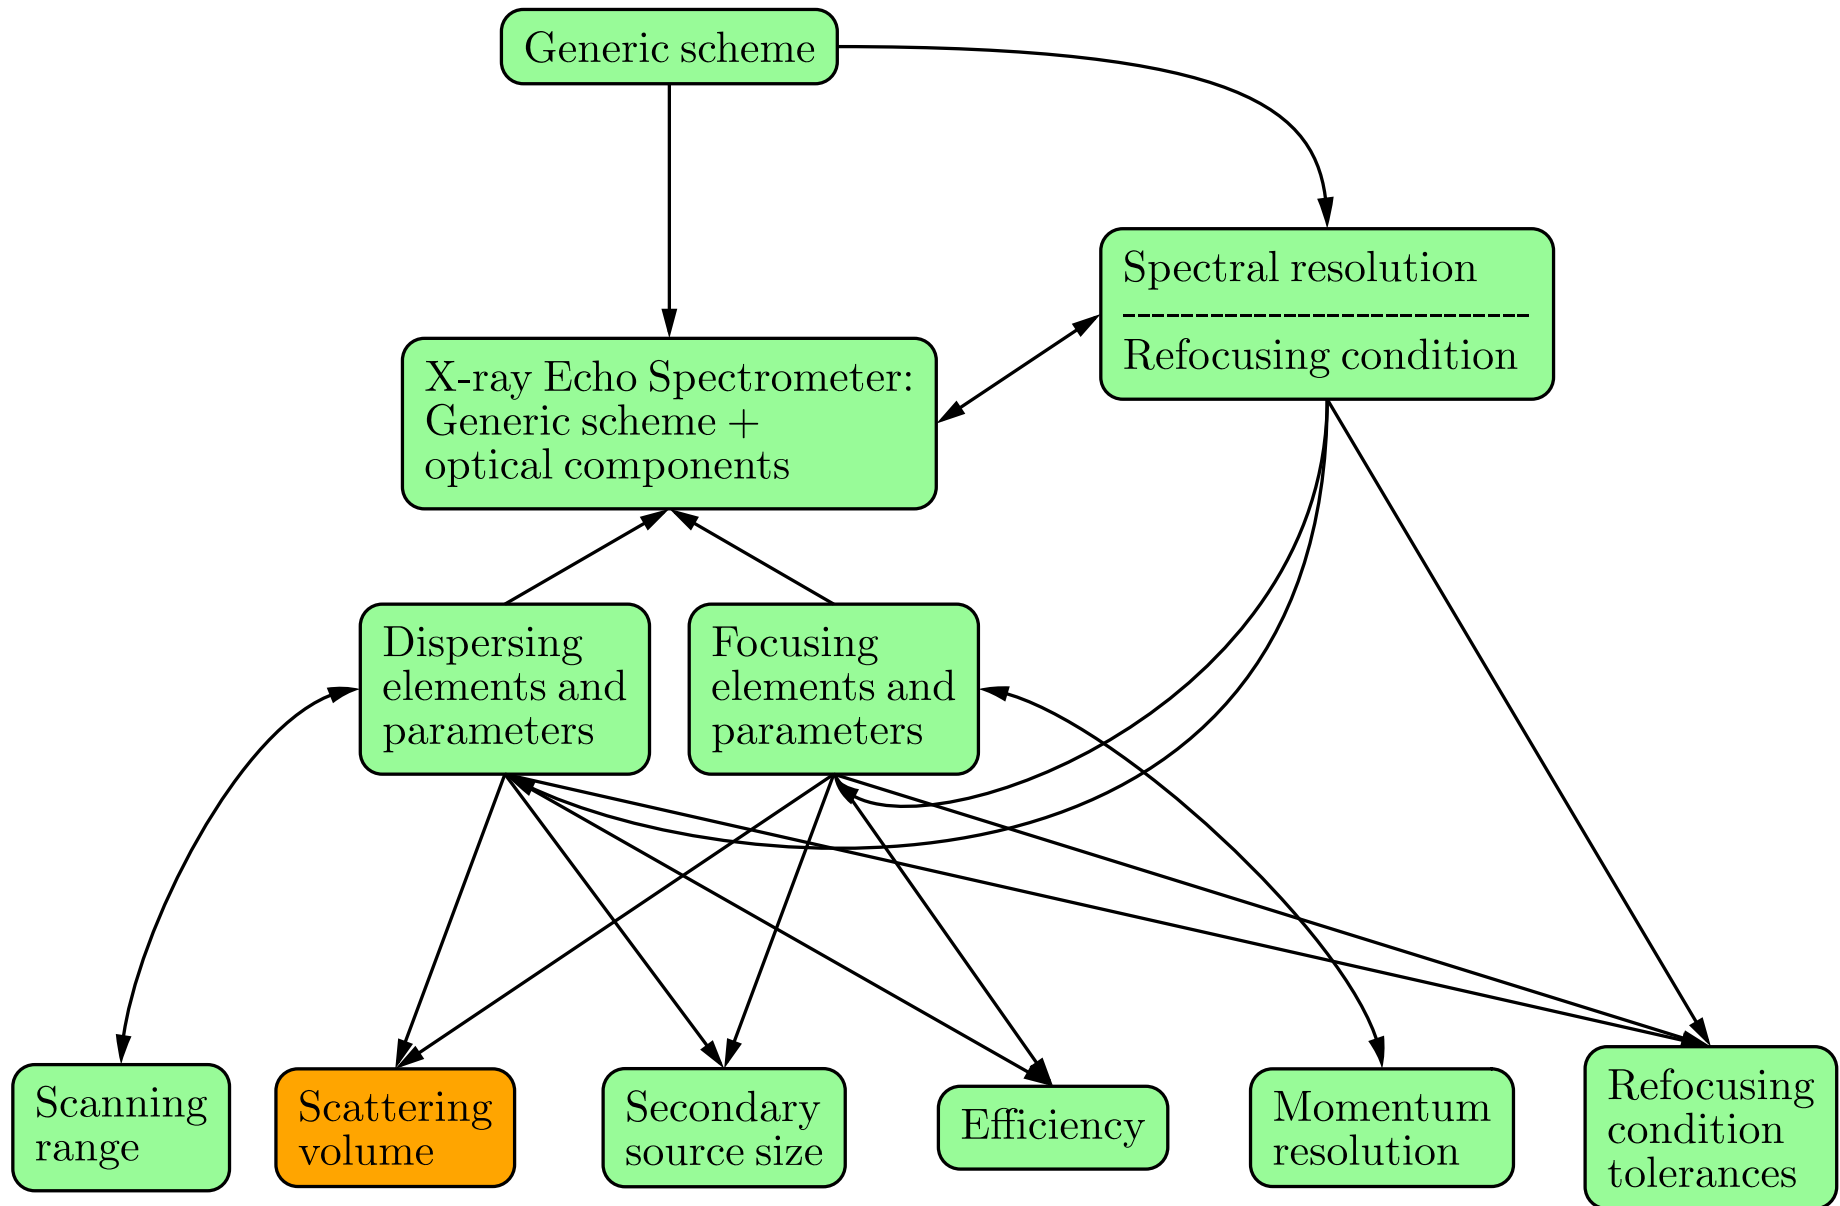 Generic scheme
Spectral resolution
----------------------------
Refocusing condition
X-ray Echo Spectrometer:
Generic scheme +
optical components
Dispersing
elements and
parameters
Focusing
elements and
parameters
Scanning
range
Scattering
volume
Secondary
source size
Efficiency
Momentum
resolution
Refocusing
condition
tolerances